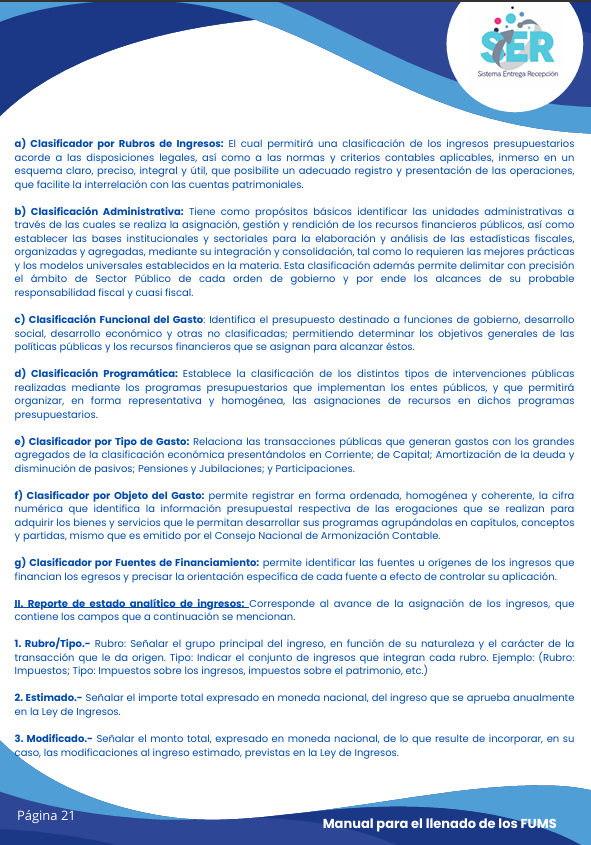 SER
Sistema Entrega Recepción
a) Clasificador por Rubros de Ingresos: El cual permitirá una clasificación de los ingresos presupuestarios
acorde a las disposiciones legales, así como a las normas y criterios contables aplicables, inmerso en un
esquema claro, preciso, integral y útil, que posibilite un adecuado registro y presentación de las operaciones,
que facilite la interrelación con las cuentas patrimoniales.
b) Clasificación Administrativa: Tiene como propósitos básicos identificar las unidades administrativas a
través de las cuales se realiza la asignación, gestión y rendición de los recursos financieros públicos, así como
establecer las bases institucionales y sectoriales para la elaboración y análisis de las estadísticas fiscales,
organizadas y agregadas, mediante su integración y consolidación, tal como lo requieren las mejores prácticas
y los modelos universales establecidos en la materia. Esta clasificación además permite delimitar con precisión
el ámbito de Sector Público de cada orden de gobierno y por ende los alcances de su probable
responsabilidad fiscal y cuasi fiscal.
c) Clasificación Funcional del Gasto: Identifica el presupuesto destinado a funciones de gobierno, desarrollo
social, desarrollo económico y otras no clasificadas; permitiendo determinar los objetivos generales de las
políticas públicas y los recursos financieros que se asignan para alcanzar éstos.
d) Clasificación Programática: Establece la clasificación de los distintos tipos de intervenciones públicas
realizadas mediante los programas presupuestarios que implementan los entes públicos, y que permitirá
organizar, en forma representativa y homogénea, las asignaciones de recursos en dichos programas
presupuestarios.
e) Clasificador por Tipo de Gasto: Relaciona las transacciones públicas que generan gastos con los grandes
agregados de la clasificación económica presentándolos en Corriente; de Capital; Amortización de la deuda y
disminución de pasivos; Pensiones y Jubilaciones; y Participaciones.
f) Clasificador por Objeto del Gasto: permite registrar en forma ordenada, homogénea y coherente, la cifra
numérica que identifica la información presupuestal respectiva de las erogaciones que se realizan para
adquirir los bienes y servicios que le permitan desarrollar sus programas agrupándolas en capítulos, conceptos
y partidas, mismo que es emitido por el Consejo Nacional de Armonización Contable.
g) Clasificador por Fuentes de Financiamiento: permite identificar las fuentes u orígenes de los ingresos que
financian los egresos y precisar la orientación específica de cada fuente a efecto de controlar su aplicación.
II. Reporte de estado analítico de ingresos: Corresponde al avance de la asignación de los ingresos, que
contiene los campos que a continuación se mencionan.
1. Rubro/Tipo.- Rubro: Señalar el grupo principal del ingreso, en función de su naturaleza y el carácter de la
transacción que le da origen. Tipo: Indicar el conjunto de ingresos que integran cada rubro. Ejemplo: (Rubro:
Impuestos; Tipo: Impuestos sobre los ingresos, impuestos sobre el patrimonio, etc.)
2. Estimado.- Señalar el importe total expresado en moneda nacional, del ingreso que se aprueba anualmente
en la Ley de Ingresos.
3. Modificado.- Señalar el monto total, expresado en moneda nacional, de lo que resulte de incorporar, en su
caso, las modificaciones al ingreso estimado, previstas en la Ley de Ingresos.
Página 21
Manual para el llenado de los FUMS